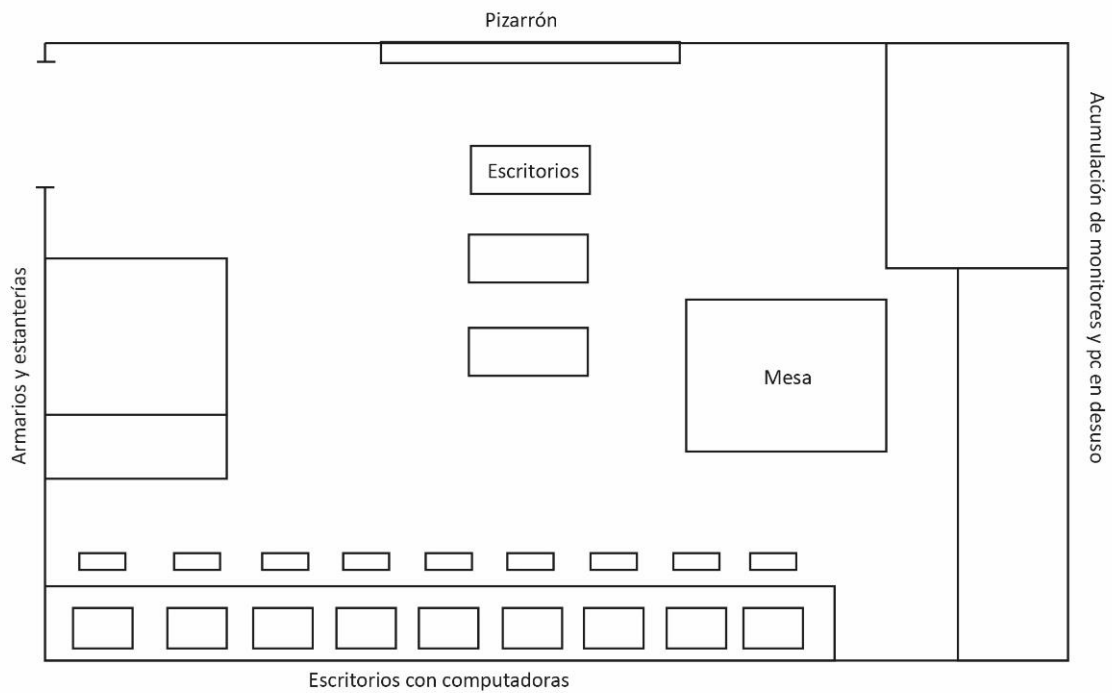 Pizarrón
Escritorios
Armarios y estanterías
Mesa
Acumulación de monitores y pc en desuso
Escritorios con computadoras